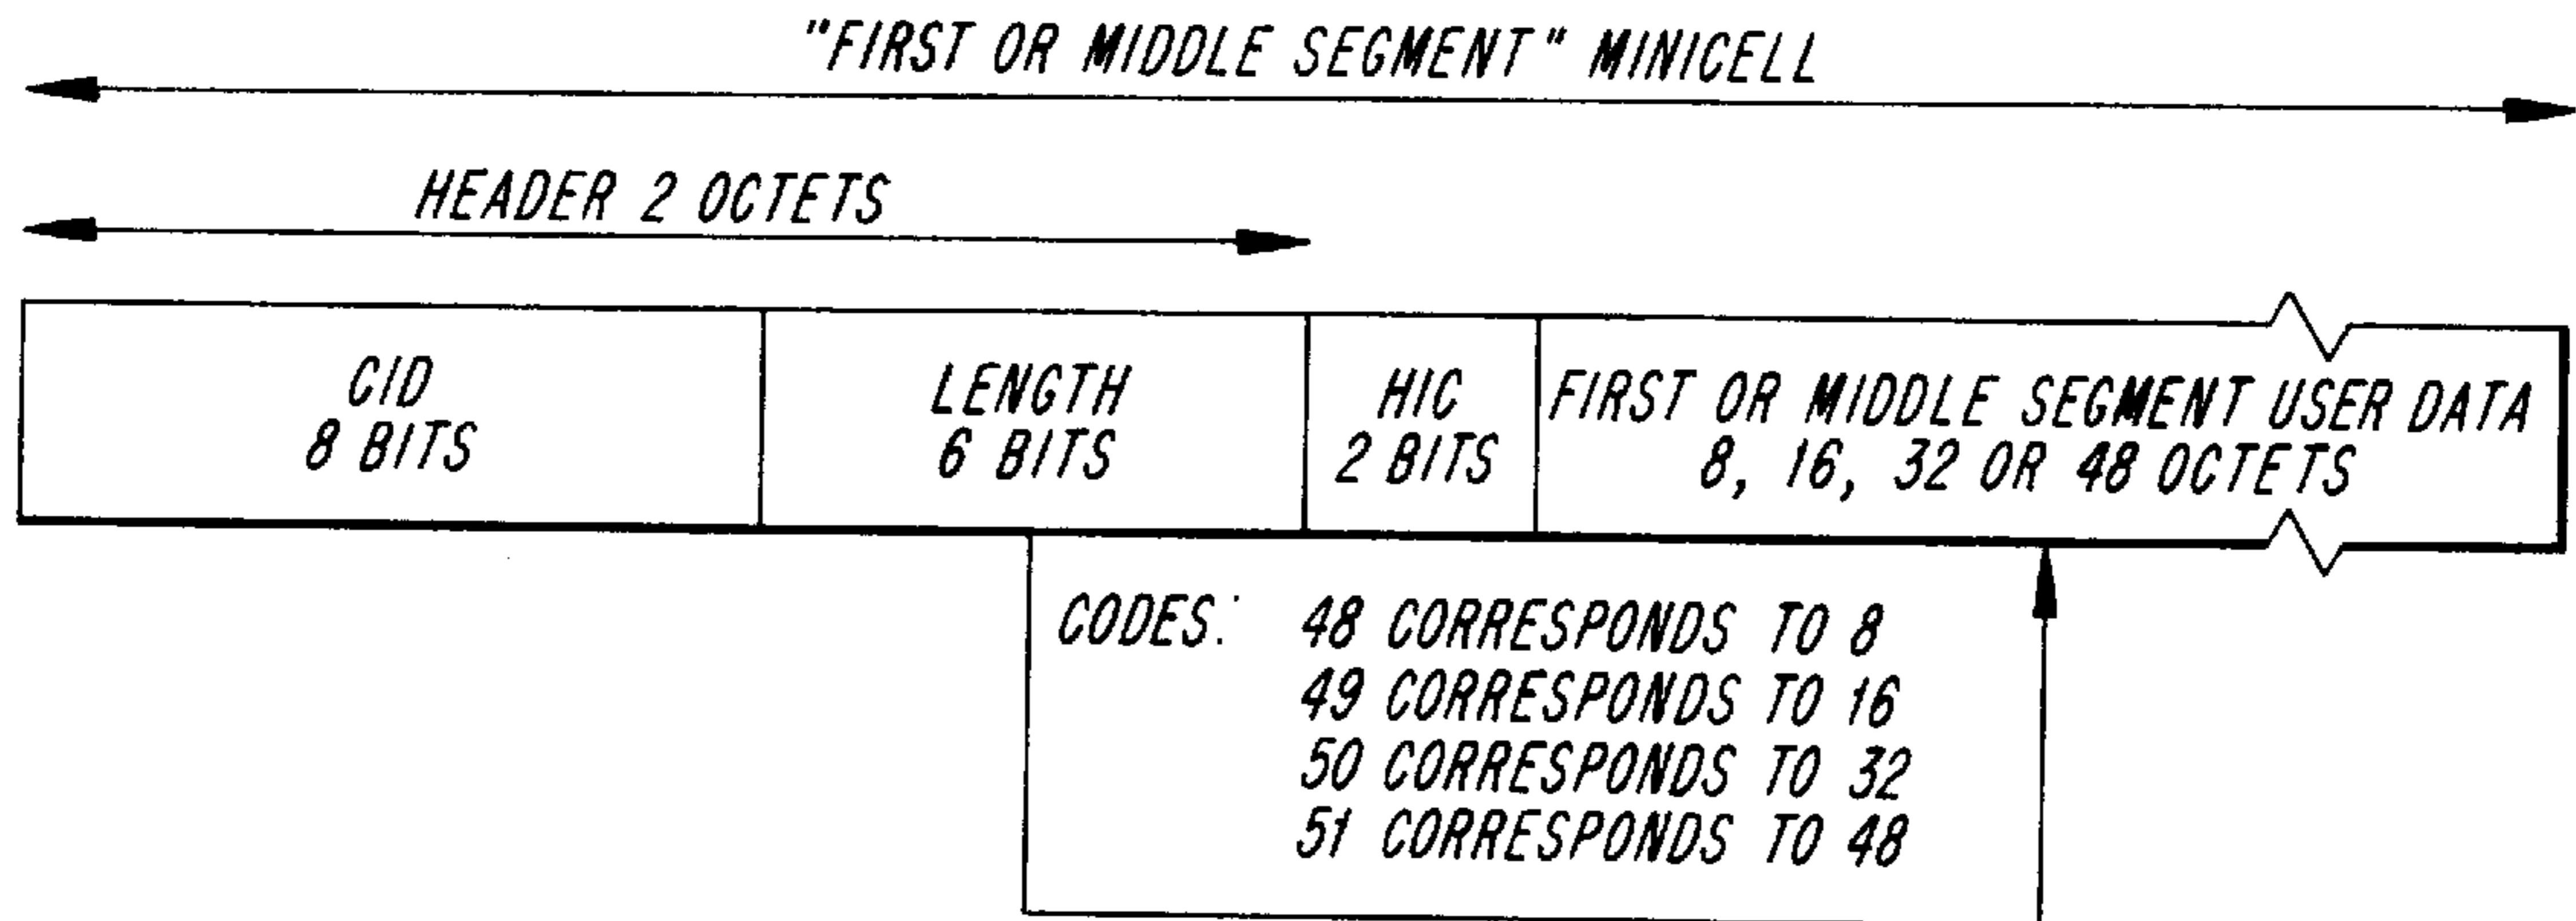 "FIRST OR MIDDLE SEGMENT" MINICELL
HEADER 2 OCTETS
CID
8 BITS
LENGTH
6 BITS
HIC
2 BITS
FIRST OR MIDDLE SEGMENT USER DATA
8, 16, 32 OR 48 OCTETS
CODES: 48 CORRESPONDS TO 8
49 CORRESPONDS TO 16
50 CORRESPONDS TO 32
51 CORRESPONDS TO 48